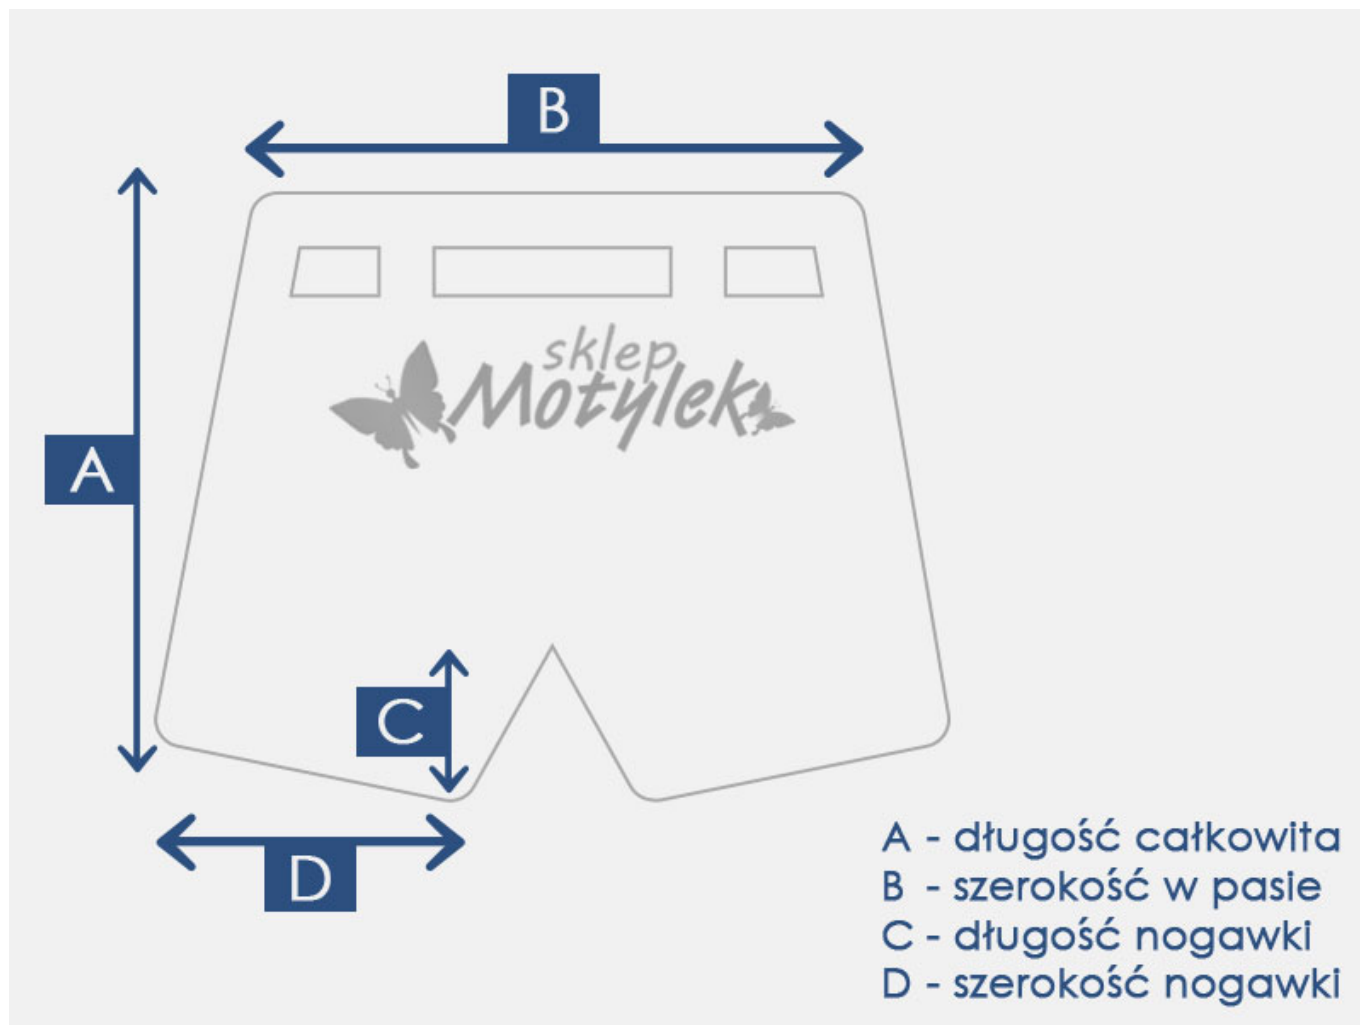 B
A
sklep
Motylek
C
D
A - długość całkowita
B - szerokość w pasie
C - długość nogawki
D - szerokość nogawki